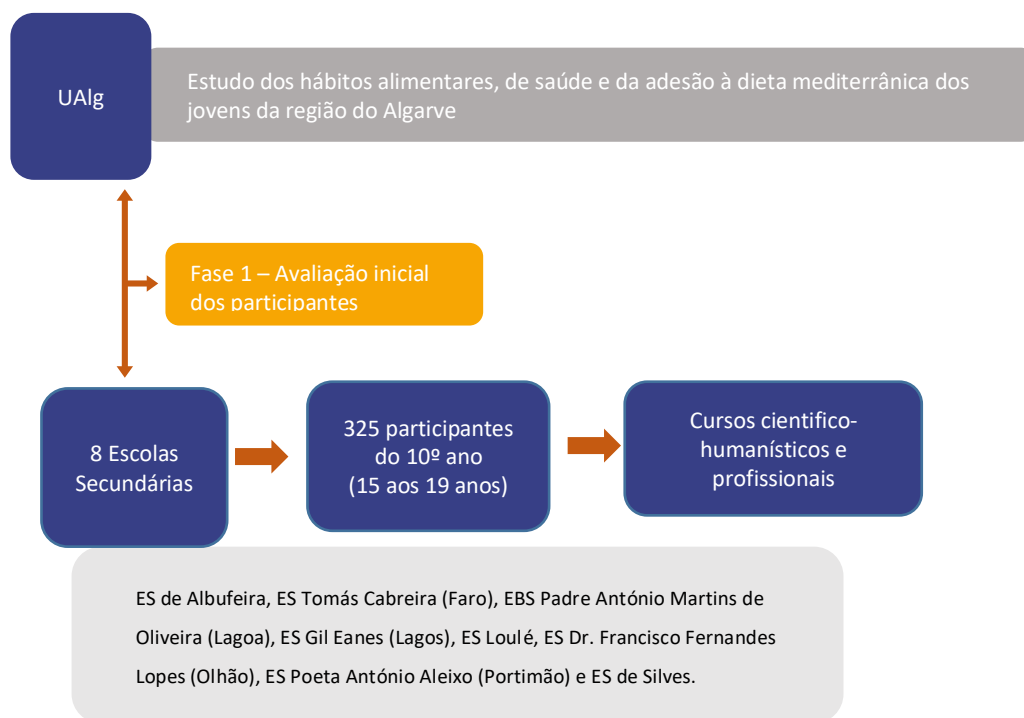 UAlg
Estudo dos hábitos alimentares, de saúde e da adesão à dieta mediterrânica dos
jovens da região do Algarve
Fase 1 – Avaliação inicial
dos participantes
8 Escolas
Secundárias
325 participantes
do 10º ano
(15 aos 19 anos)
Cursos cientifico-
humanísticos e
profissionais
ES de Albufeira, ES Tomás Cabreira (Faro), EBS Padre António Martins de
Oliveira (Lagoa), ES Gil Eanes (Lagos), ES Loulé, ES Dr. Francisco Fernandes
Lopes (Olhão), ES Poeta António Aleixo (Portimão) e ES de Silves.